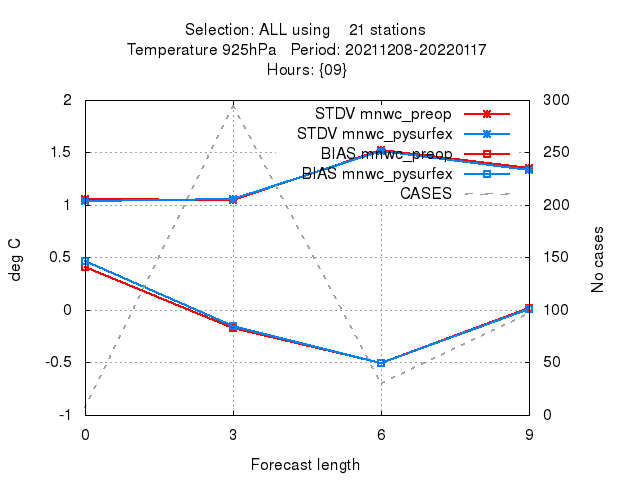 Selection: ALL using    21 stations
Temperature 925hPa   Period: 20211208-20220117
Hours: {09}
STDV mnwc_preop
STDV mnwc_pysurfex
BIAS mnwc_preop
BIAS mnwc_pysurfex
CASES
2
1.5
1
0.5
0
-0.5
-1
deg C
300
250
200
150
100
50
0
No cases
0 3 6 9
Forecast length